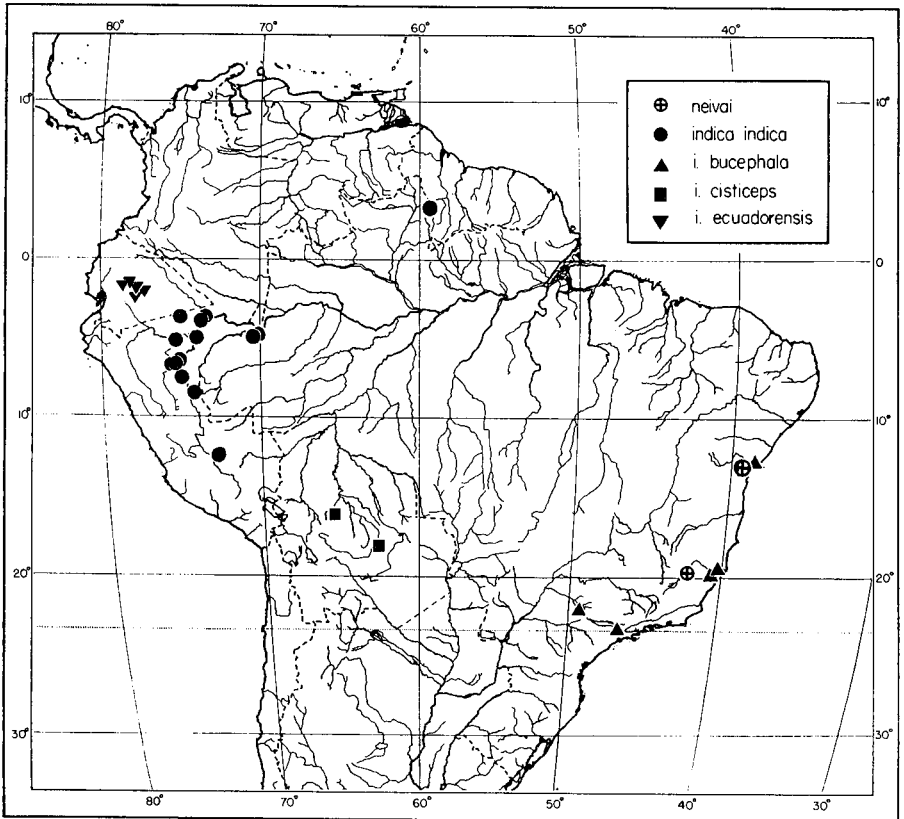 80° 70° 60° 50° 40°
10° 10°
⊕ neivai
● indica indica
▲ i. bucephala
■ i. cisticeps
▼ i. ecuadorensis
0 0
10° 10°
20° 20°
30° 30°
80° 70° 60° 50° 40° 30°